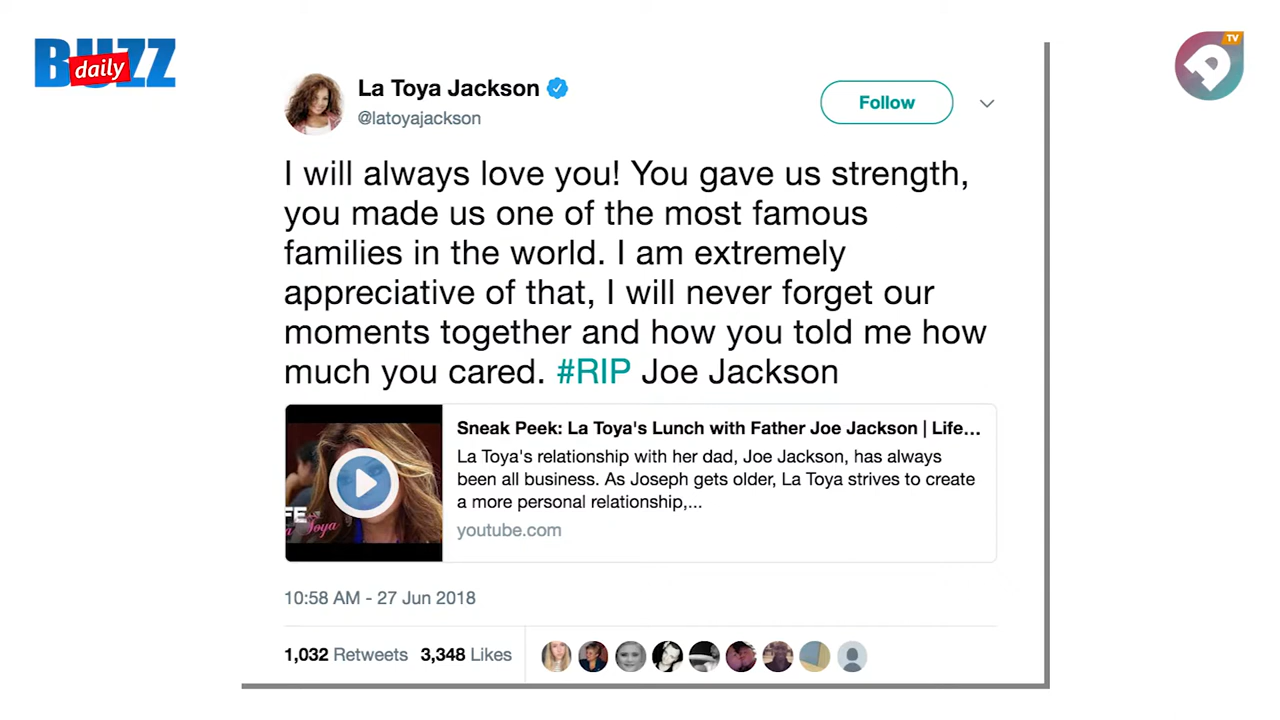 BUZZ
daily
TV
La Toya Jackson
@latoyajackson
Follow
I will always love you! You gave us strength,
you made us one of the most famous
families in the world. I am extremely
appreciative of that, I will never forget our
moments together and how you told me how
much you cared. #RIP Joe Jackson
Sneak Peek: La Toya's Lunch with Father Joe Jackson | Life...
La Toya's relationship with her dad, Joe Jackson, has always
been all business. As Joseph gets older, La Toya strives to create
a more personal relationship,...
youtube.com
10:58 AM - 27 Jun 2018
1,032 Retweets 3,348 Likes